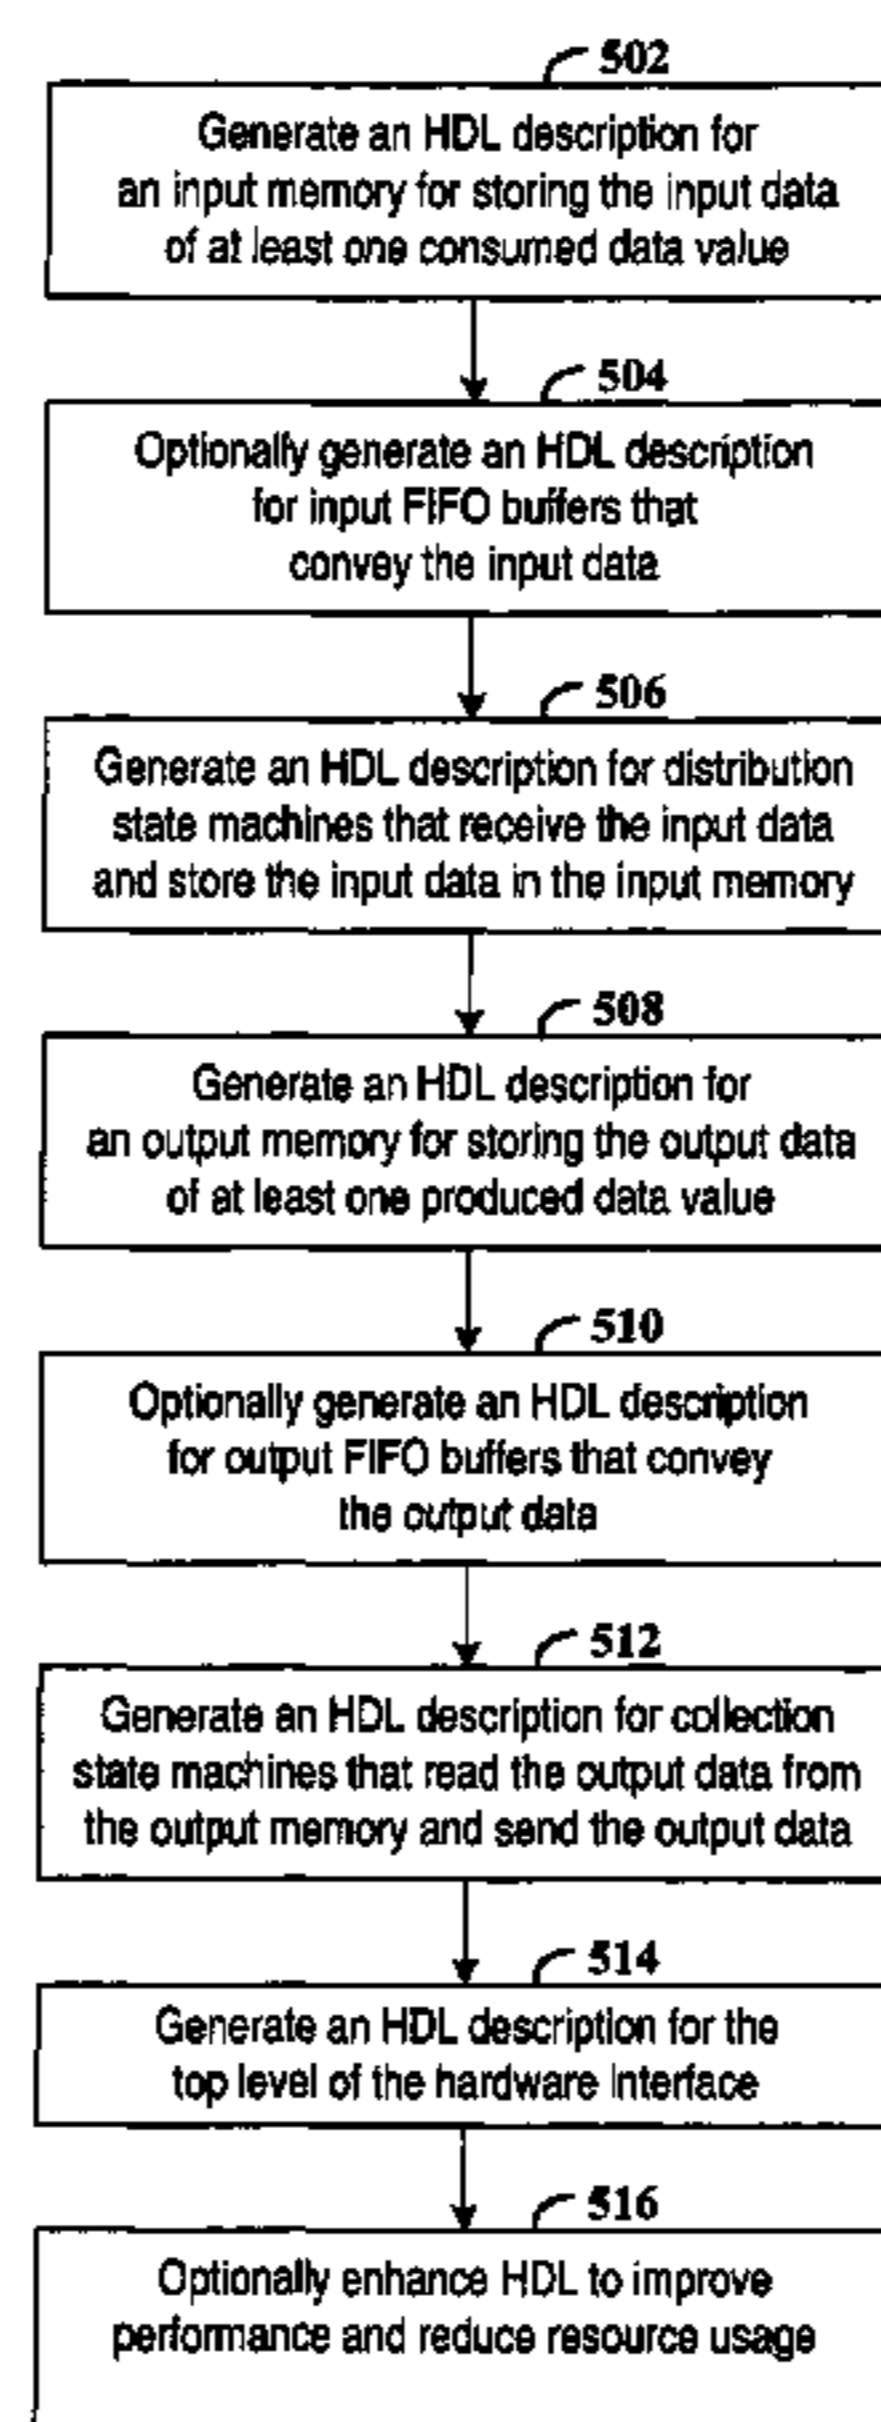 502
Generate an HDL description for
an input memory for storing the input data
of at least one consumed data value
504
Optionally generate an HDL description
for input FIFO buffers that
convey the input data
506
Generate an HDL description for distribution
state machines that receive the input data
and store the input data in the input memory
508
Generate an HDL description for
an output memory for storing the output data
of at least one produced data value
510
Optionally generate an HDL description
for output FIFO buffers that convey
the output data
512
Generate an HDL description for collection
state machines that read the output data from
the output memory and send the output data
514
Generate an HDL description for the
top level of the hardware interface
516
Optionally enhance HDL to improve
performance and reduce resource usage